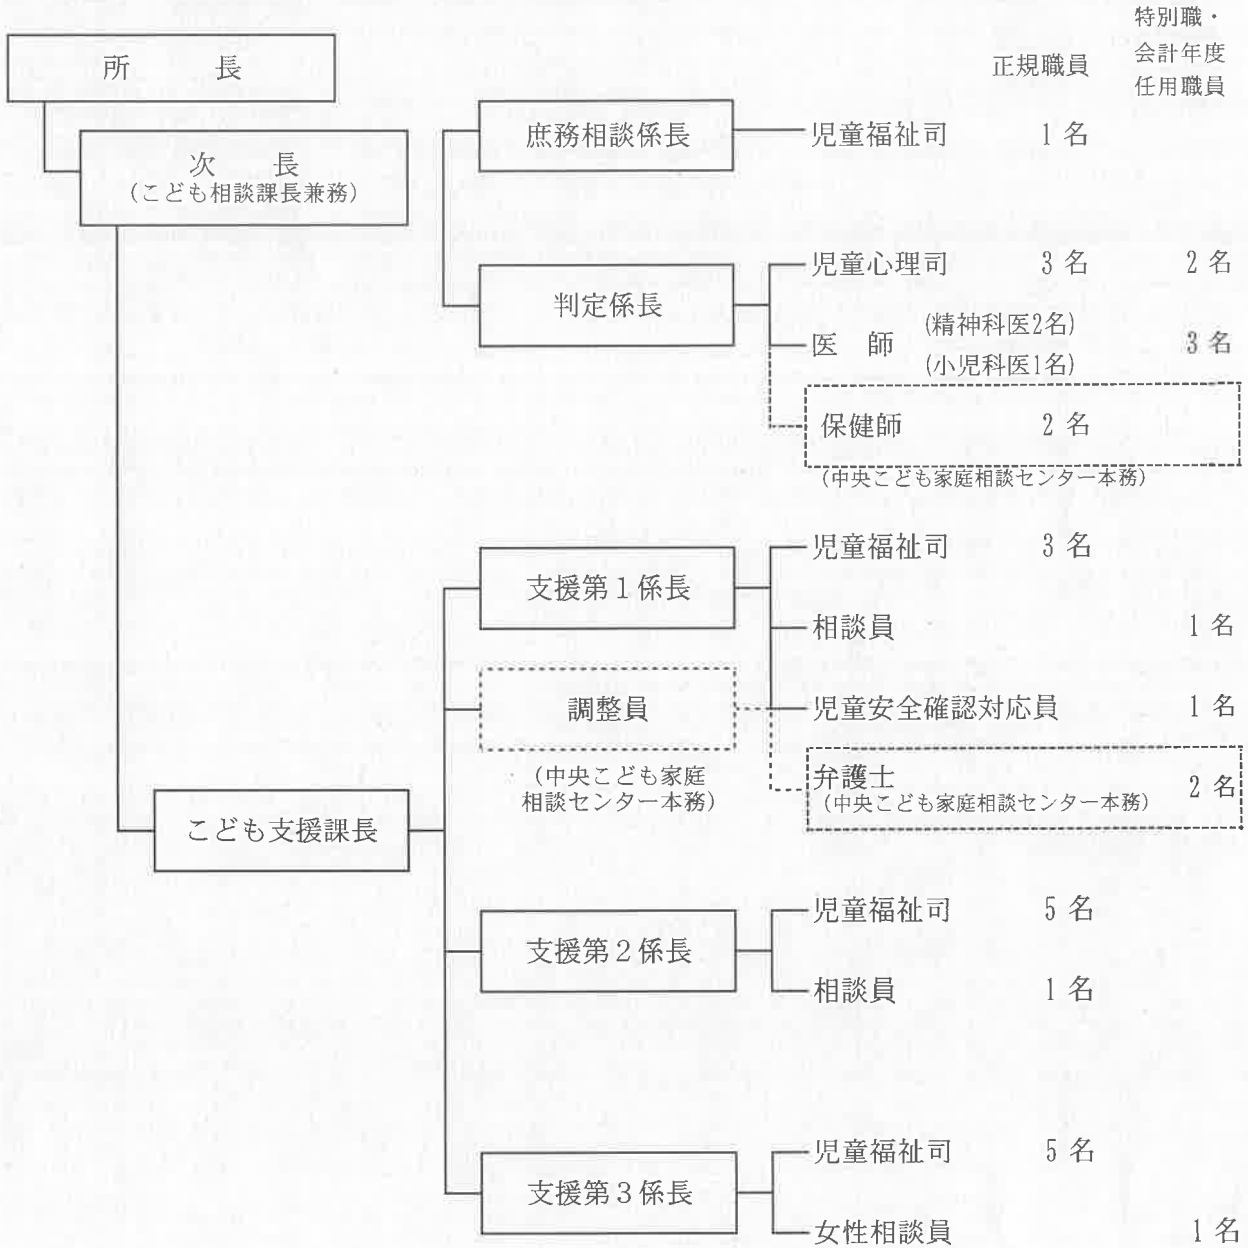 特別職・
会計年度
任用職員
正規職員
所　　長
次　　長
(こども相談課長兼務)
庶務相談係長
児童福祉司　1 名
判定係長
児童心理司　3 名　2 名
医　師　(精神科医2名)　3 名
(小児科医1名)
保健師　2 名
(中央こども家庭相談センター本務)
支援第１係長
児童福祉司　3 名
相談員　1 名
調整員
(中央こども家庭
相談センター本務)
児童安全確認対応員　1 名
弁護士　2 名
(中央こども家庭相談センター本務)
こども支援課長
支援第２係長
児童福祉司　5 名
相談員　1 名
支援第３係長
児童福祉司　5 名
女性相談員　1 名